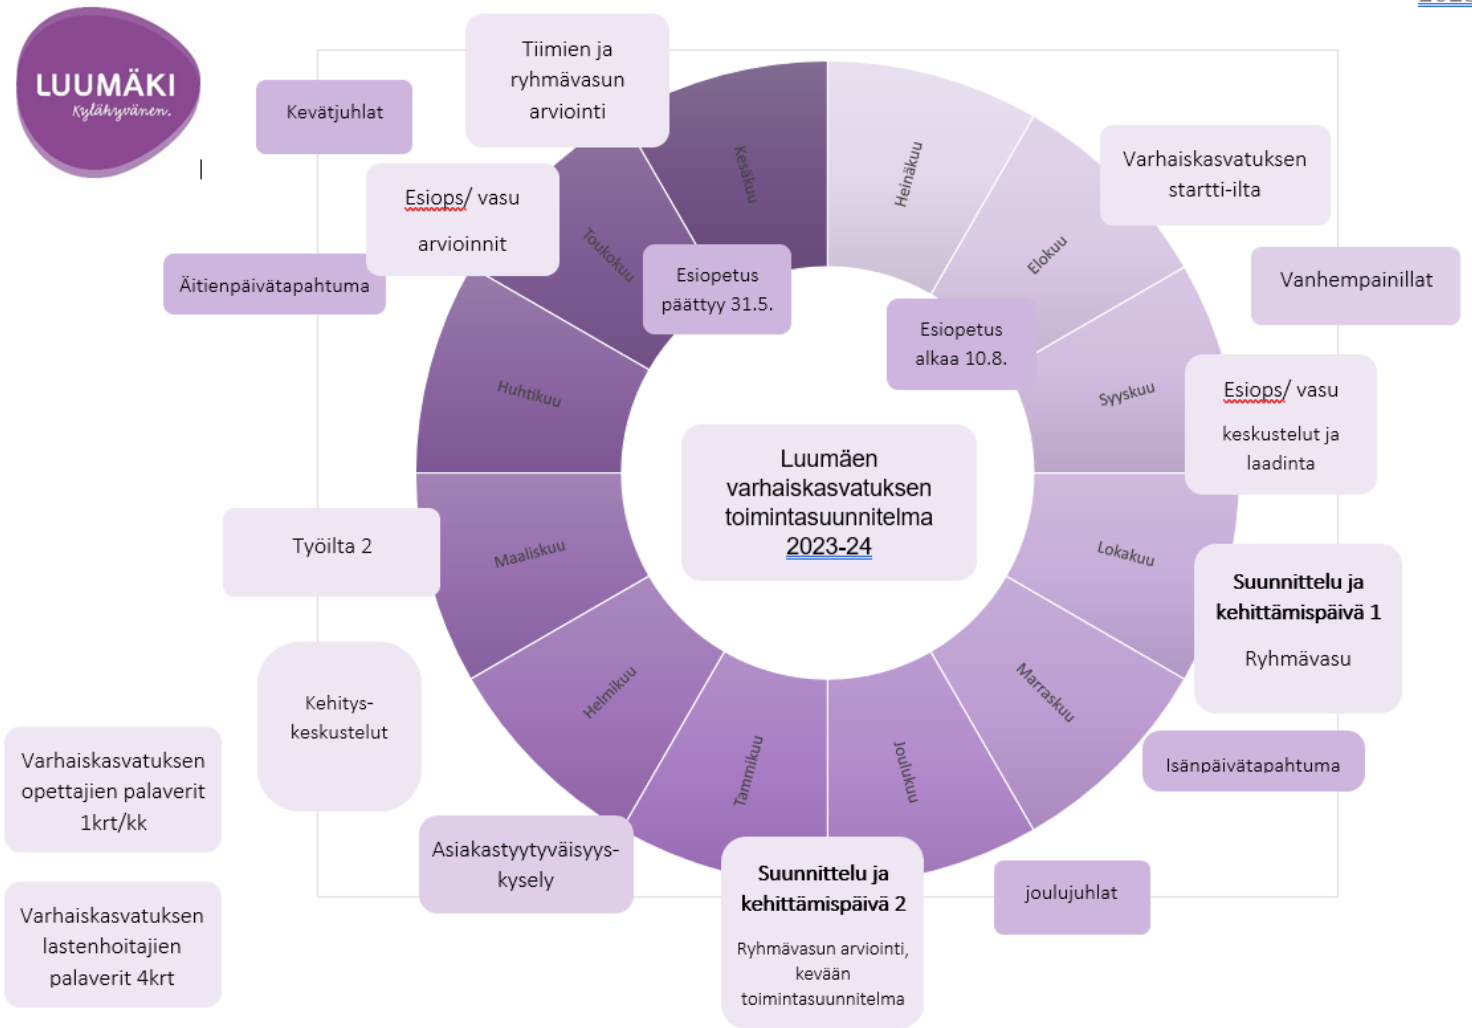 LUUMÄKI
Kylähyvänen.
Tiimien ja
ryhmävasun
arviointi
Kevätjuhlat
Esiops/ vasu
arvioinnit
Äitienpäivätapahtuma
Kesäkuu
Heinäkuu
Toukokuu
Elokuu
Varhaiskasvatuksen
startti-ilta
Vanhempainillat
Esiopetus
päättyy 31.5.
Esiopetus
alkaa 10.8.
Huhtikuu
Syyskuu
Esiops/ vasu
keskustelut ja
laadinta
Luumäen
varhaiskasvatuksen
toimintasuunnitelma
2023-24
Työilta 2
Maaliskuu
Lokakuu
Suunnittelu ja
kehittämispäivä 1
Ryhmävasu
Kehitys-
keskustelut
Helmikuu
Marraskuu
Tammikuu
Joulukuu
Isänpäivätapahtuma
Varhaiskasvatuksen
opettajien palaverit
1krt/kk
Asiakastyytyväisyys-
kysely
Suunnittelu ja
kehittämispäivä 2
Ryhmävasun arviointi,
kevään
toimintasuunnitelma
joulujuhlat
Varhaiskasvatuksen
lastenhoitajien
palaverit 4krt